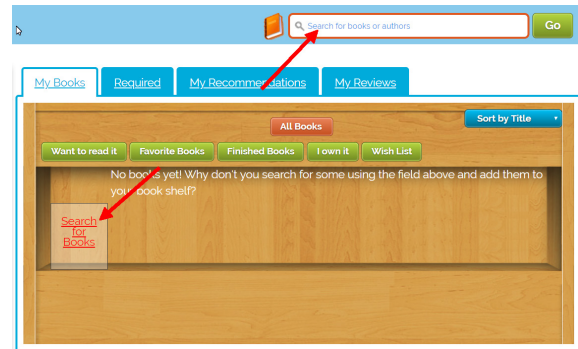 Search for books or authors
Go
My Books
Required
My Recommendations
My Reviews
All Books
Sort by Title
Want to read it
Favorite Books
Finished Books
I own it
Wish List
No books yet! Why don't you search for some using the field above and add them to
your book shelf?
Search
for
Books